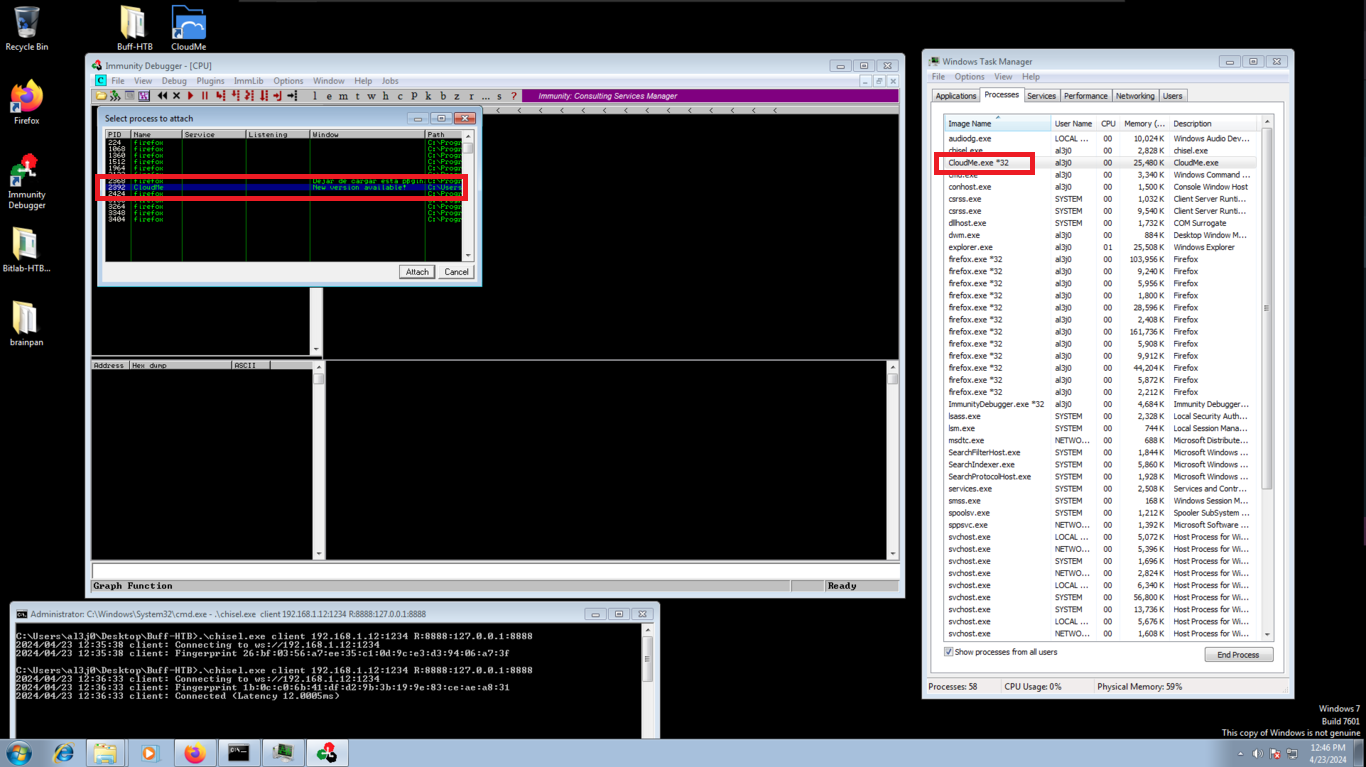 Recycle Bin
Buff-HTB
CloudMe
Firefox
Immunity
Debugger
Bitlab-HTB...
brainpan
Immunity Debugger - [CPU]
C File View Debug Plugins ImmLib Options Window Help Jobs
l e m t w h c P k b z r ... s ?
Immunity: Consulting Services Manager
Select process to attach
PID Name Service Listening Window Path
224 firefox C:\Progr
1068 firefox C:\Progr
1360 firefox C:\Progr
1512 firefox C:\Progr
1964 firefox C:\Progr
2368 firefox Dejar de cargar esta
2392 CloudMe New version available! C:\Users
2424 firefox C:\Progr
3264 firefox C:\Progr
3348 firefox C:\Progr
3404 firefox C:\Progr
Attach Cancel
Address Hex dump ASCII
Graph Function Ready
Administrator: C:\Windows\System32\cmd.exe - .\chisel.exe client 192.168.1.12:1234 R:8888:127.0.0.1:8888
C:\Users\al3j0\Desktop\Buff-HTB>.\chisel.exe client 192.168.1.12:1234 R:8888:127.0.0.1:8888
2024/04/23 12:35:38 client: Connecting to ws://192.168.1.12:1234
2024/04/23 12:35:38 client: Fingerprint 26:bf:03:56:a7:ee:35:c1:0d:9c:e3:d3:94:06:a7:3f
C:\Users\al3j0\Desktop\Buff-HTB>.\chisel.exe client 192.168.1.12:1234 R:8888:127.0.0.1:8888
2024/04/23 12:36:33 client: Connecting to ws://192.168.1.12:1234
2024/04/23 12:36:33 client: Fingerprint 1b:0c:c0:6b:41:df:d2:9b:3b:19:9e:83:ce:ae:a8:31
2024/04/23 12:36:33 client: Connected (Latency 12.0005ms)
Windows Task Manager
File Options View Help
Applications Processes Services Performance Networking Users
Image Name User Name CPU Memory (... Description
audiodg.exe LOCAL ... 00 10,024 K Windows Audio Dev...
chisel.exe al3j0 00 2,828 K chisel.exe
CloudMe.exe *32 al3j0 00 25,480 K CloudMe.exe
cmd.exe al3j0 00 3,340 K Windows Command ...
conhost.exe al3j0 00 1,500 K Console Window Host
csrss.exe SYSTEM 00 1,032 K Client Server Runti...
csrss.exe SYSTEM 00 9,540 K Client Server Runti...
dllhost.exe SYSTEM 00 1,732 K COM Surrogate
dwm.exe al3j0 00 884 K Desktop Window M...
explorer.exe al3j0 01 25,508 K Windows Explorer
firefox.exe *32 al3j0 00 103,956 K Firefox
firefox.exe *32 al3j0 00 9,240 K Firefox
firefox.exe *32 al3j0 00 5,956 K Firefox
firefox.exe *32 al3j0 00 1,800 K Firefox
firefox.exe *32 al3j0 00 28,596 K Firefox
firefox.exe *32 al3j0 00 2,408 K Firefox
firefox.exe *32 al3j0 00 161,736 K Firefox
firefox.exe *32 al3j0 00 5,908 K Firefox
firefox.exe *32 al3j0 00 9,912 K Firefox
firefox.exe *32 al3j0 00 44,204 K Firefox
firefox.exe *32 al3j0 00 5,872 K Firefox
firefox.exe *32 al3j0 00 2,212 K Firefox
ImmunityDebugger.exe *32 al3j0 00 4,684 K Immunity Debugger...
lsass.exe SYSTEM 00 2,328 K Local Security Auth...
lsm.exe SYSTEM 00 744 K Local Session Mana...
msdtc.exe NETWO... 00 688 K Microsoft Distribute...
SearchFilterHost.exe SYSTEM 00 1,844 K Microsoft Windows ...
SearchIndexer.exe SYSTEM 00 5,860 K Microsoft Windows ...
SearchProtocolHost.exe SYSTEM 00 1,928 K Microsoft Windows ...
services.exe SYSTEM 00 2,508 K Services and Contr...
smss.exe SYSTEM 00 168 K Windows Session M...
spoolsv.exe SYSTEM 00 1,212 K Spooler SubSystem ...
sppsvc.exe NETWO... 00 1,392 K Microsoft Software ...
svchost.exe LOCAL ... 00 5,072 K Host Process for Wi...
svchost.exe NETWO... 00 5,396 K Host Process for Wi...
svchost.exe SYSTEM 00 1,696 K Host Process for Wi...
svchost.exe NETWO... 00 2,824 K Host Process for Wi...
svchost.exe LOCAL ... 00 6,340 K Host Process for Wi...
svchost.exe SYSTEM 00 56,800 K Host Process for Wi...
svchost.exe SYSTEM 00 13,736 K Host Process for Wi...
svchost.exe LOCAL ... 00 5,676 K Host Process for Wi...
svchost.exe NETWO... 00 1,608 K Host Process for Wi...
Show processes from all users
End Process
Processes: 58 CPU Usage: 0% Physical Memory: 59%
Windows 7
Build 7601
This copy of Windows is not genuine
12:46 PM
4/23/2024